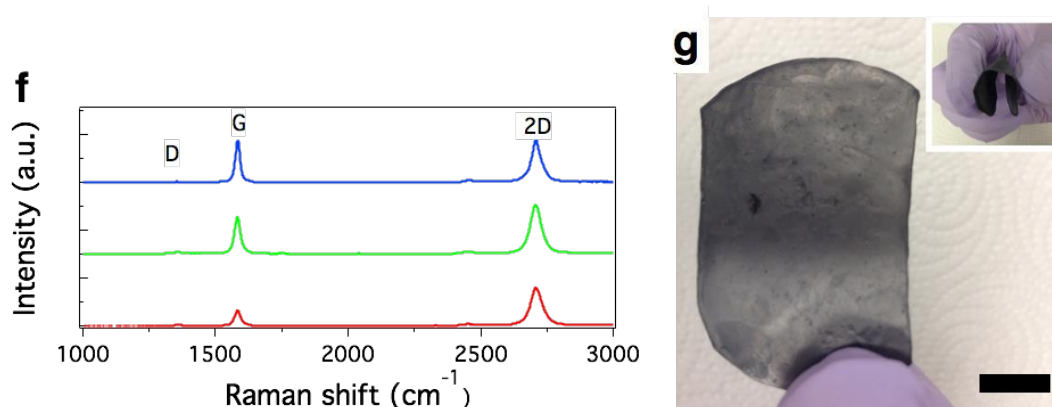 f
Intensity (a.u.)
D
G
2D
1000
1500
2000
2500
3000
Raman shift (cm⁻¹)
g